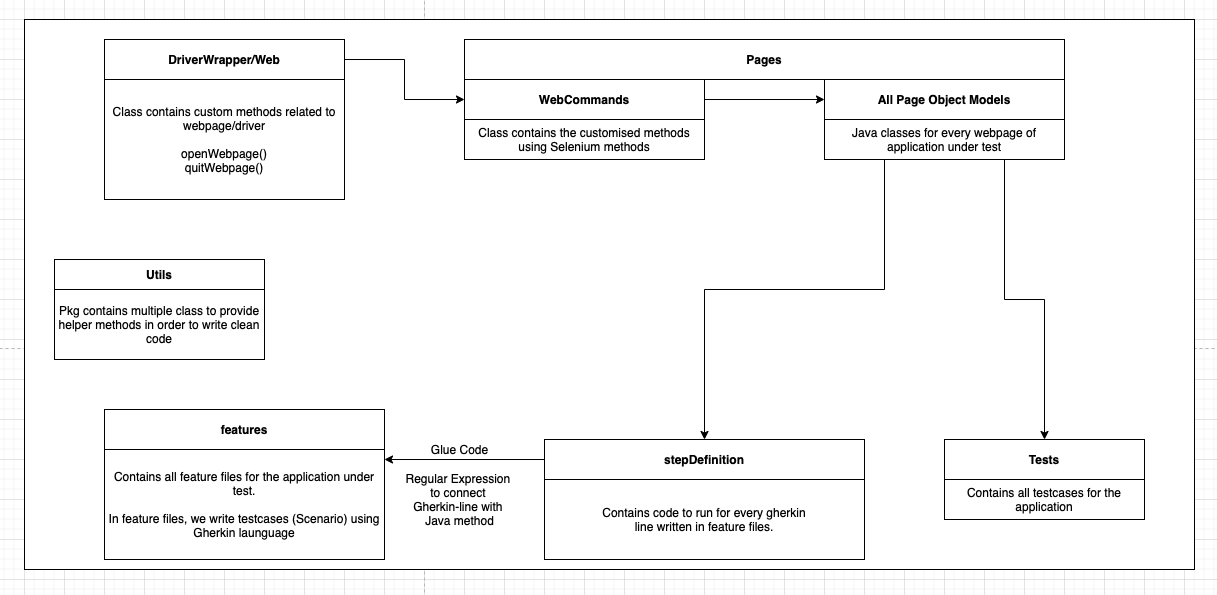 DriverWrapper/Web
Class contains custom methods related to
webpage/driver
openWebpage()
quitWebpage()
Pages
WebCommands
Class contains the customised methods
using Selenium methods
All Page Object Models
Java classes for every webpage of
application under test
Utils
Pkg contains multiple class to provide
helper methods in order to write clean
code
features
Contains all feature files for the application under
test.
In feature files, we write testcases (Scenario) using
Gherkin launguage
Glue Code
Regular Expression
to connect
Gherkin-line with
Java method
stepDefinition
Contains code to run for every gherkin
line written in feature files.
Tests
Contains all testcases for the
application